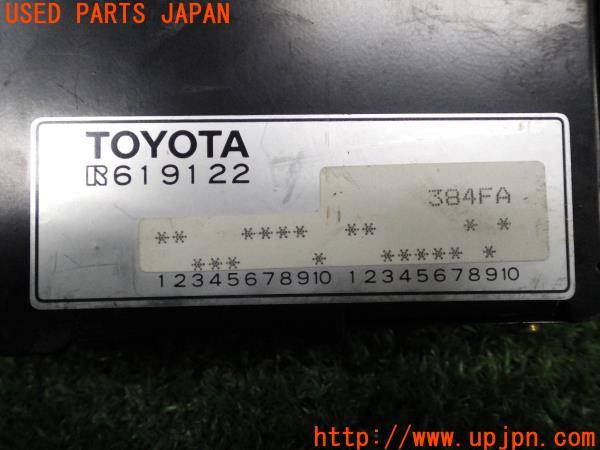 USED PARTS JAPAN
TOYOTA
R619122
384FA
** **** ** * *
*** * ***** *
12345678910 12345678910
http://www.upjpn.com